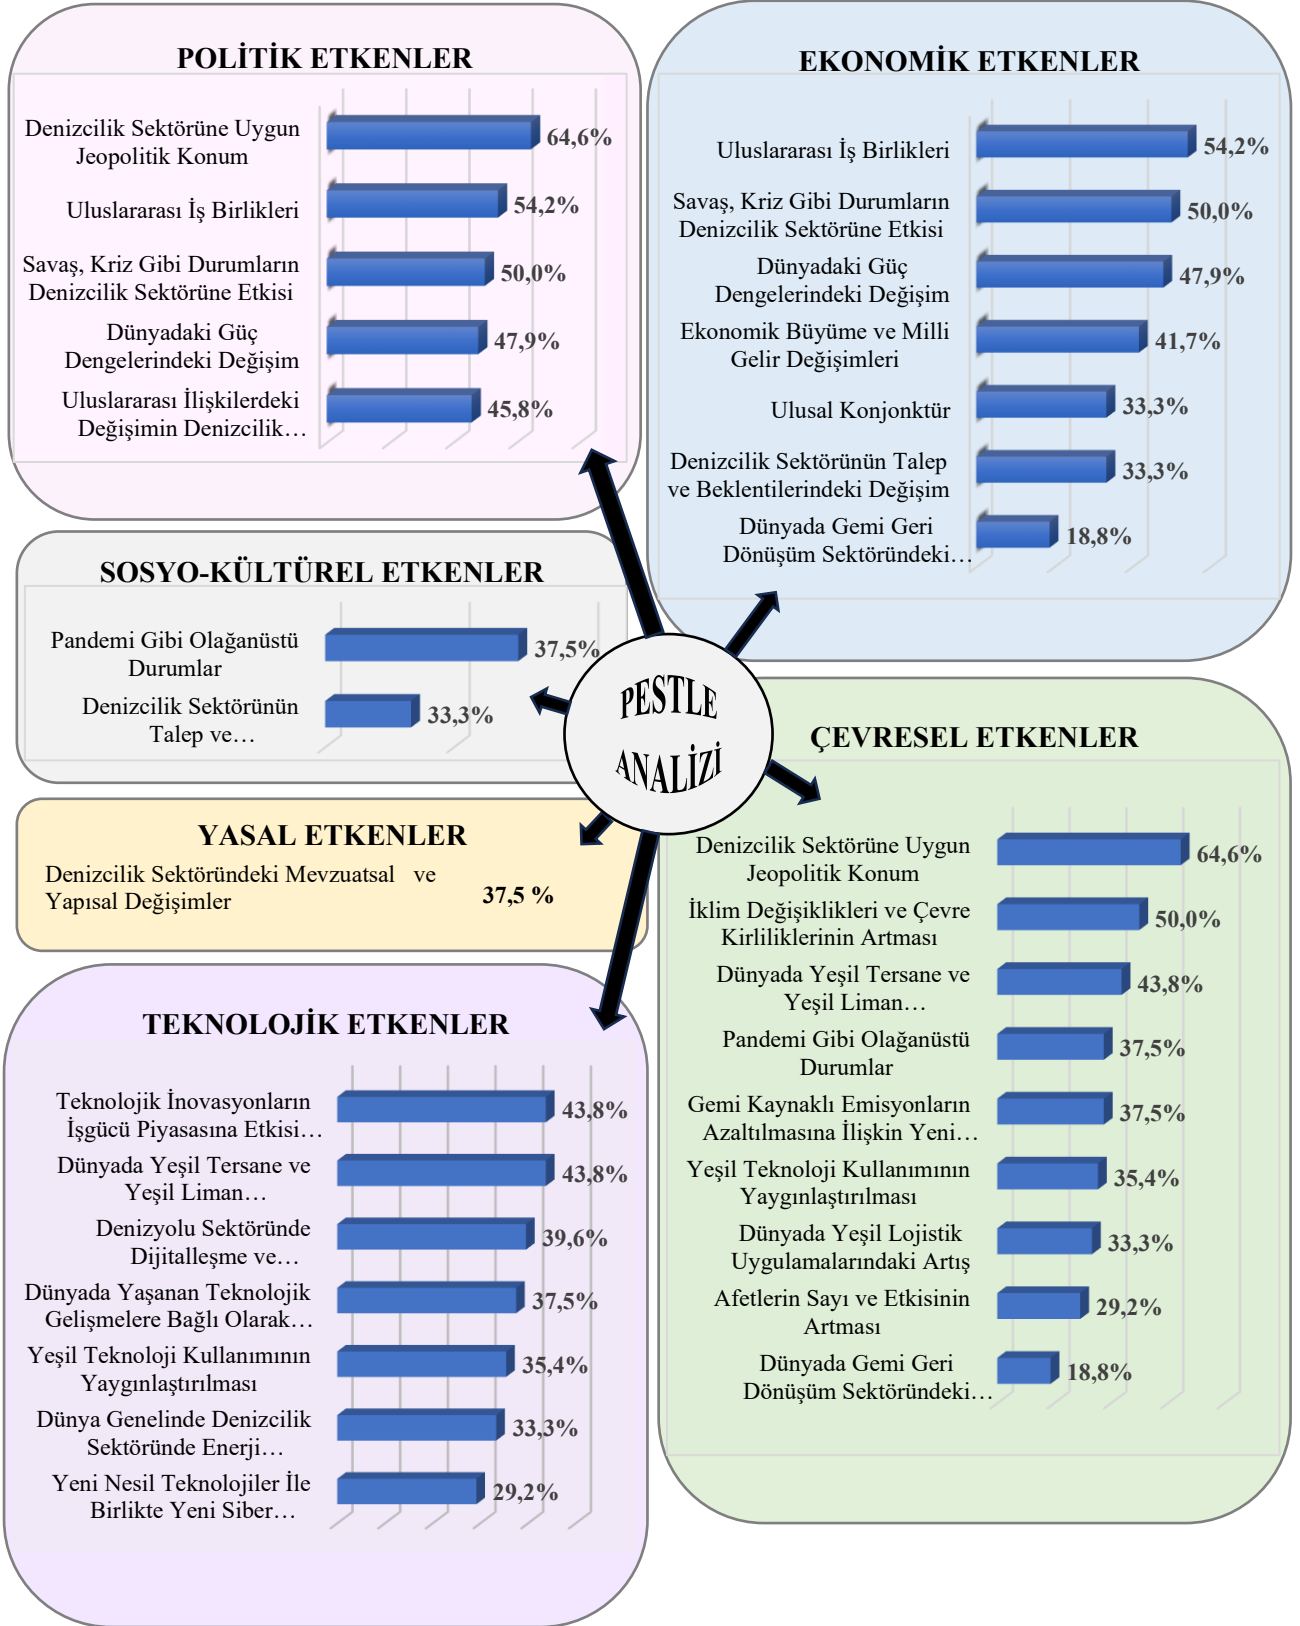 POLİTİK ETKENLER
Denizcilik Sektörüne Uygun
Jeopolitik Konum
64,6%
Uluslararası İş Birlikleri
54,2%
Savaş, Kriz Gibi Durumların
Denizcilik Sektörüne Etkisi
50,0%
Dünyadaki Güç
Dengelerindeki Değişim
47,9%
Uluslararası İlişkilerdeki
Değişimin Denizcilik…
45,8%
EKONOMİK ETKENLER
Uluslararası İş Birlikleri
54,2%
Savaş, Kriz Gibi Durumların
Denizcilik Sektörüne Etkisi
50,0%
Dünyadaki Güç
Dengelerindeki Değişim
47,9%
Ekonomik Büyüme ve Milli
Gelir Değişimleri
41,7%
Ulusal Konjonktür
33,3%
Denizcilik Sektörünün Talep
ve Beklentilerindeki Değişim
33,3%
Dünyada Gemi Geri
Dönüşüm Sektöründeki…
18,8%
SOSYO-KÜLTÜREL ETKENLER
Pandemi Gibi Olağanüstü
Durumlar
37,5%
Denizcilik Sektörünün
Talep ve…
33,3%
PESTLE
ANALİZİ
YASAL ETKENLER
Denizcilik Sektöründeki Mevzuatsal ve
Yapısal Değişimler
37,5 %
ÇEVRESEL ETKENLER
Denizcilik Sektörüne Uygun
Jeopolitik Konum
64,6%
İklim Değişiklikleri ve Çevre
Kirliliklerinin Artması
50,0%
Dünyada Yeşil Tersane ve
Yeşil Liman…
43,8%
Pandemi Gibi Olağanüstü
Durumlar
37,5%
Gemi Kaynaklı Emisyonların
Azaltılmasına İlişkin Yeni…
37,5%
Yeşil Teknoloji Kullanımının
Yaygınlaştırılması
35,4%
Dünyada Yeşil Lojistik
Uygulamalarındaki Artış
33,3%
Afetlerin Sayı ve Etkisinin
Artması
29,2%
Dünyada Gemi Geri
Dönüşüm Sektöründeki…
18,8%
TEKNOLOJİK ETKENLER
Teknolojik İnovasyonların
İşgücü Piyasasına Etkisi…
43,8%
Dünyada Yeşil Tersane ve
Yeşil Liman…
43,8%
Denizyolu Sektöründe
Dijitalleşme ve…
39,6%
Dünyada Yaşanan Teknolojik
Gelişmelere Bağlı Olarak…
37,5%
Yeşil Teknoloji Kullanımının
Yaygınlaştırılması
35,4%
Dünya Genelinde Denizcilik
Sektöründe Enerji…
33,3%
Yeni Nesil Teknolojiler İle
Birlikte Yeni Siber…
29,2%